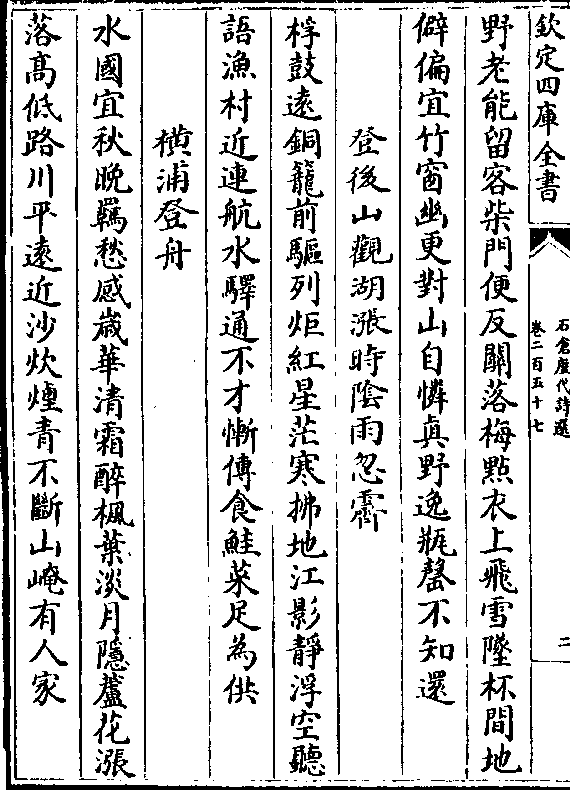 欽定四庫全書
石倉歷代詩選
卷二百五十七
二
野老能留客柴門便反關落梅點衣上飛雪墜杯間地
僻偏宜竹窗幽更對山自憐真野逸瓶罄不知還
登後山觀湖漲時陰雨忽霽
桴鼓遠銅籠前驅列炬紅星茫寒拂地江影靜浮空聽
語漁村近連航水驛通不才慚傳食鮭菜足為供
橫浦登舟
水國宜秋晚羈愁感歲華清霜醉楓葉淡月隱蘆花漲
落高低路川平遠近沙炊煙青不斷山崦有人家